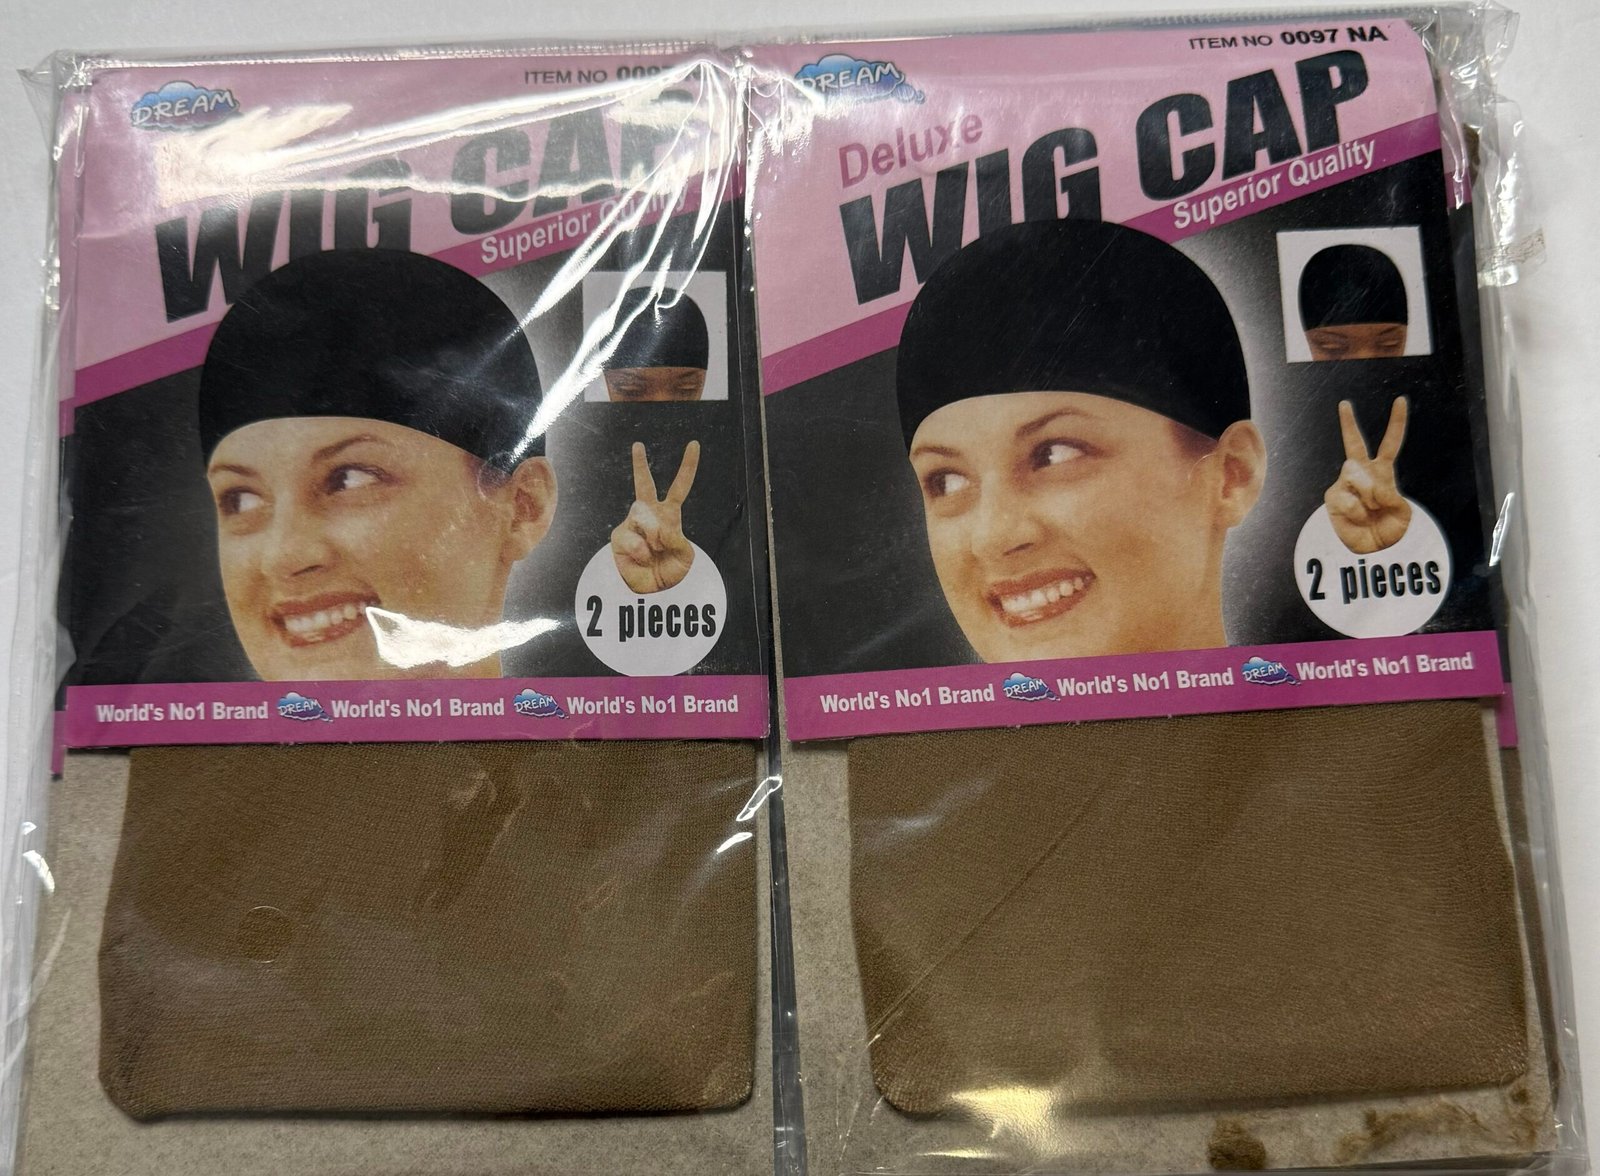 DREAM
ITEM NO 0097
WIG CAP
Superior Quality
2 pieces
World's No1 Brand DREAM World's No1 Brand DREAM World's No1 Brand
DREAM
ITEM NO 0097 NA
Deluxe
WIG CAP
Superior Quality
2 pieces
World's No1 Brand DREAM World's No1 Brand DREAM World's No1 Brand